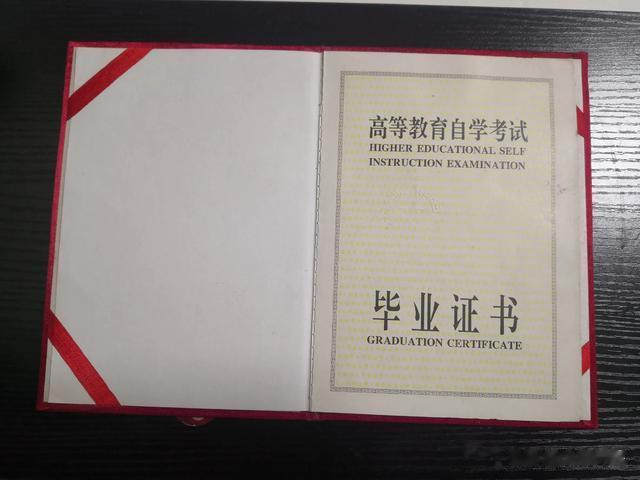 高等教育自学考试
HIGHER EDUCATIONAL SELF
INSTRUCTION EXAMINATION
毕业证书
GRADUATION CERTIFICATE